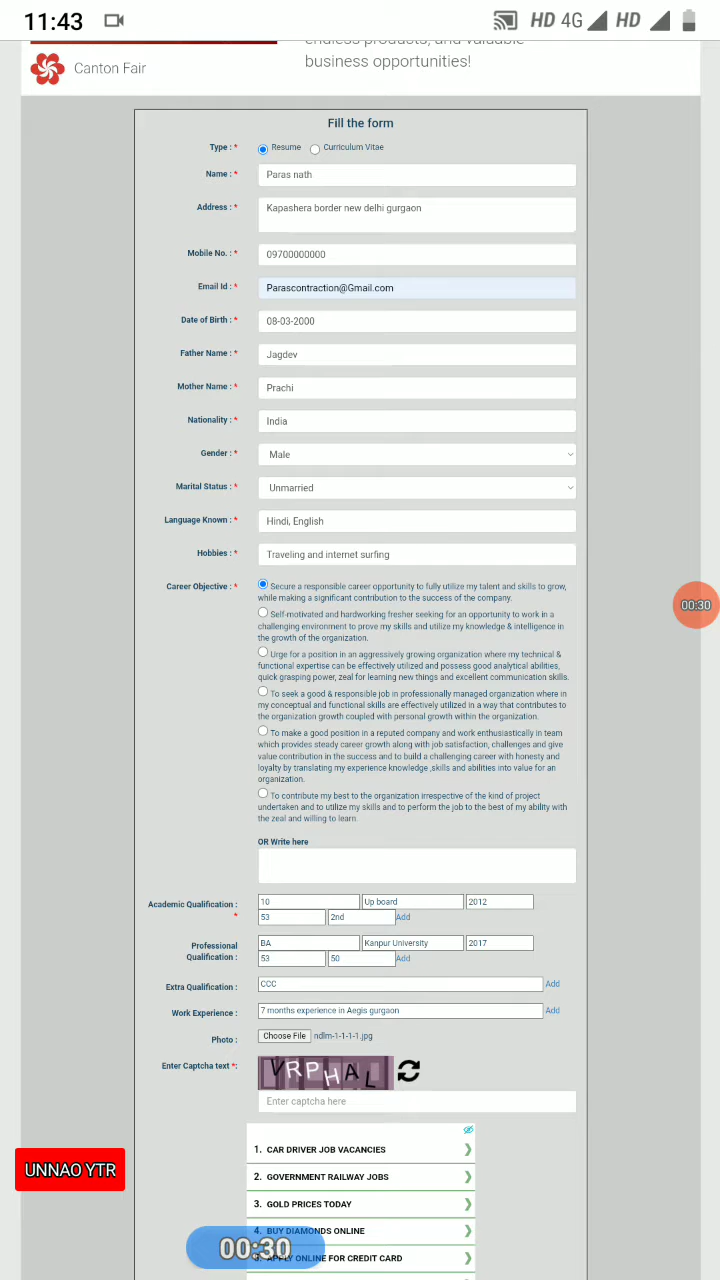 11:43 HD 4G HD
endless products, and valuable
business opportunities!
Canton Fair
Fill the form
Type : * Resume Curriculum Vitae
Name : * Paras nath
Address : * Kapashera border new delhi gurgaon
Mobile No. : * 09700000000
Email Id : * Parascontraction@Gmail.com
Date of Birth : * 08-03-2000
Father Name : * Jagdev
Mother Name : * Prachi
Nationality : * India
Gender : * Male
Marital Status : * Unmarried
Language Known : * Hindi, English
Hobbies : * Traveling and internet surfing
Career Objective : * Secure a responsible career opportunity to fully utilize my talent and skills to grow,
while making a significant contribution to the success of the company.
Self-motivated and hardworking fresher seeking for an opportunity to work in a
challenging environment to prove my skills and utilize my knowledge & intelligence in
the growth of the organization.
Urge for a position in an aggressively growing organization where my technical &
functional expertise can be effectively utilized and possess good analytical abilities,
quick grasping power, zeal for learning new things and excellent communication skills.
To seek a good & responsible job in professionally managed organization where in
my conceptual and functional skills are effectively utilized in a way that contributes to
the organization growth coupled with personal growth within the organization.
To make a good position in a reputed company and work enthusiastically in team
which provides steady career growth along with job satisfaction, challenges and give
value contribution in the success and to build a challenging career with honesty and
loyalty by translating my experience knowledge ,skills and abilities into value for an
organization.
To contribute my best to the organization irrespective of the kind of project
undertaken and to utilize my skills and to perform the job to the best of my ability with
the zeal and willing to learn.
00:30
OR Write here
Academic Qualification : * 10 Up board 2012
53 2nd Add
Professional Qualification : BA Kanpur University 2017
53 50 Add
Extra Qualification : CCC Add
Work Experience : 7 months experience in Aegis gurgaon Add
Photo : Choose File ndlm-1-1-1-1.jpg
Enter Captcha text *: VRPHAL
Enter captcha here
1. CAR DRIVER JOB VACANCIES
UNNAO YTR
2. GOVERNMENT RAILWAY JOBS
3. GOLD PRICES TODAY
4. BUY DIAMONDS ONLINE
00:30
5. APPLY ONLINE FOR CREDIT CARD